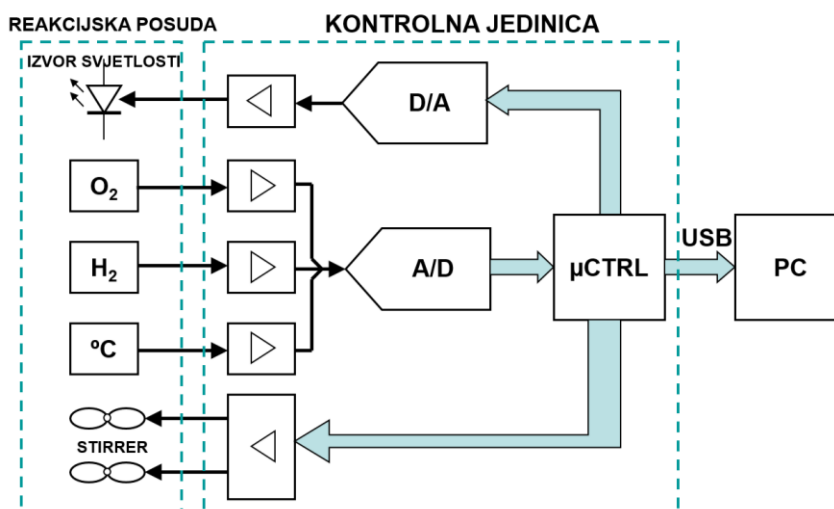 REAKCIJSKA POSUDA
KONTROLNA JEDINICA
IZVOR SVJETLOSTI
D/A
O₂
H₂
A/D
µCTRL
USB
PC
ºC
STIRRER